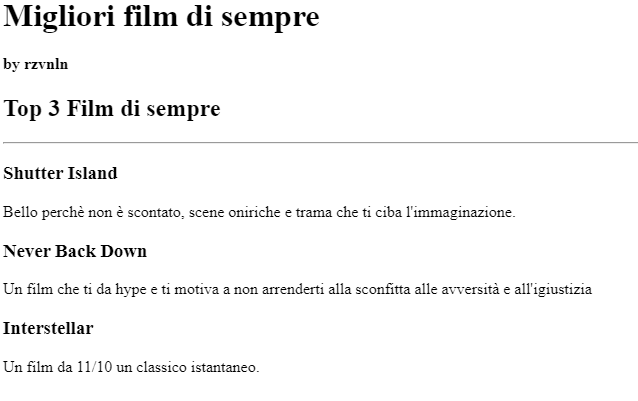 Migliori film di sempre
by rzvnln
Top 3 Film di sempre
Shutter Island
Bello perchè non è scontato, scene oniriche e trama che ti ciba l'immaginazione.
Never Back Down
Un film che ti da hype e ti motiva a non arrenderti alla sconfitta alle avversità e all'igiustizia
Interstellar
Un film da 11/10 un classico istantaneo.